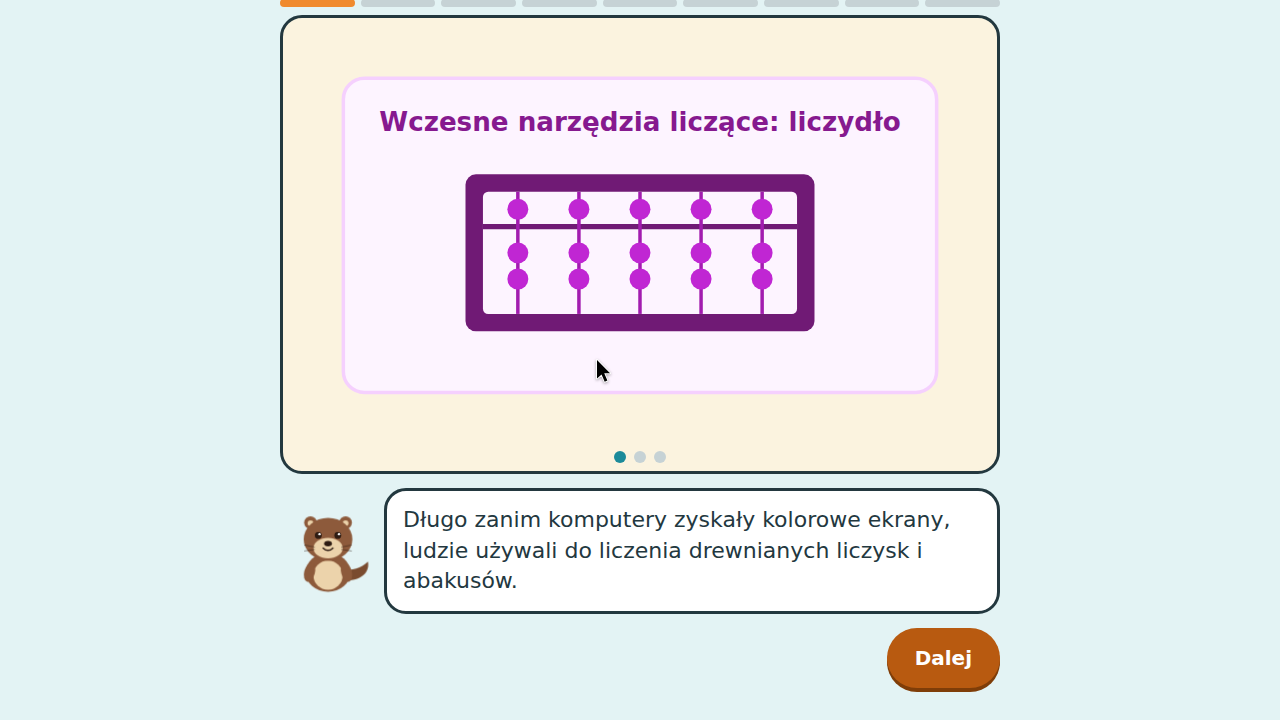 Wczesne narzędzia liczące: liczydło
Długo zanim komputery zyskały kolorowe ekrany,
ludzie używali do liczenia drewnianych liczysk i
abakusów.
Dalej